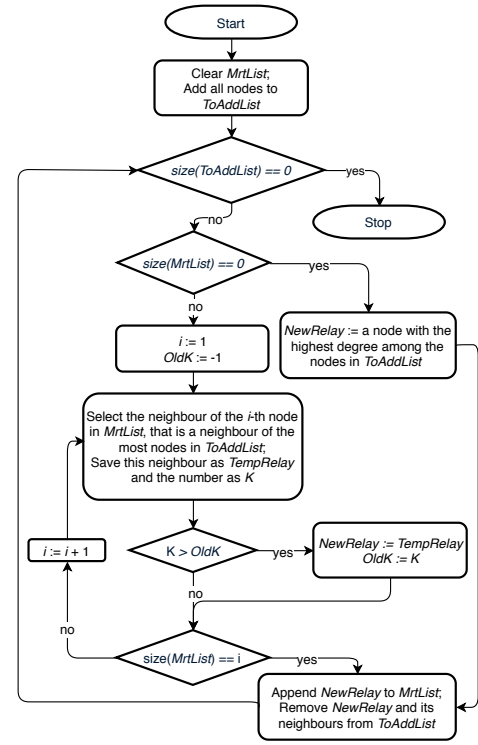 Start
Clear MrtList;
Add all nodes to
ToAddList
size(ToAddList) == 0
yes
Stop
no
size(MrtList) == 0
yes
no
NewRelay := a node with the
highest degree among the
nodes in ToAddList
i := 1
OldK := -1
Select the neighbour of the i-th node
in MrtList, that is a neighbour of the
most nodes in ToAddList;
Save this neighbour as TempRelay
and the number as K
K > OldK
yes
NewRelay := TempRelay
OldK := K
i := i + 1
no
no
size(MrtList) == i
yes
Append NewRelay to MrtList;
Remove NewRelay and its
neighbours from ToAddList